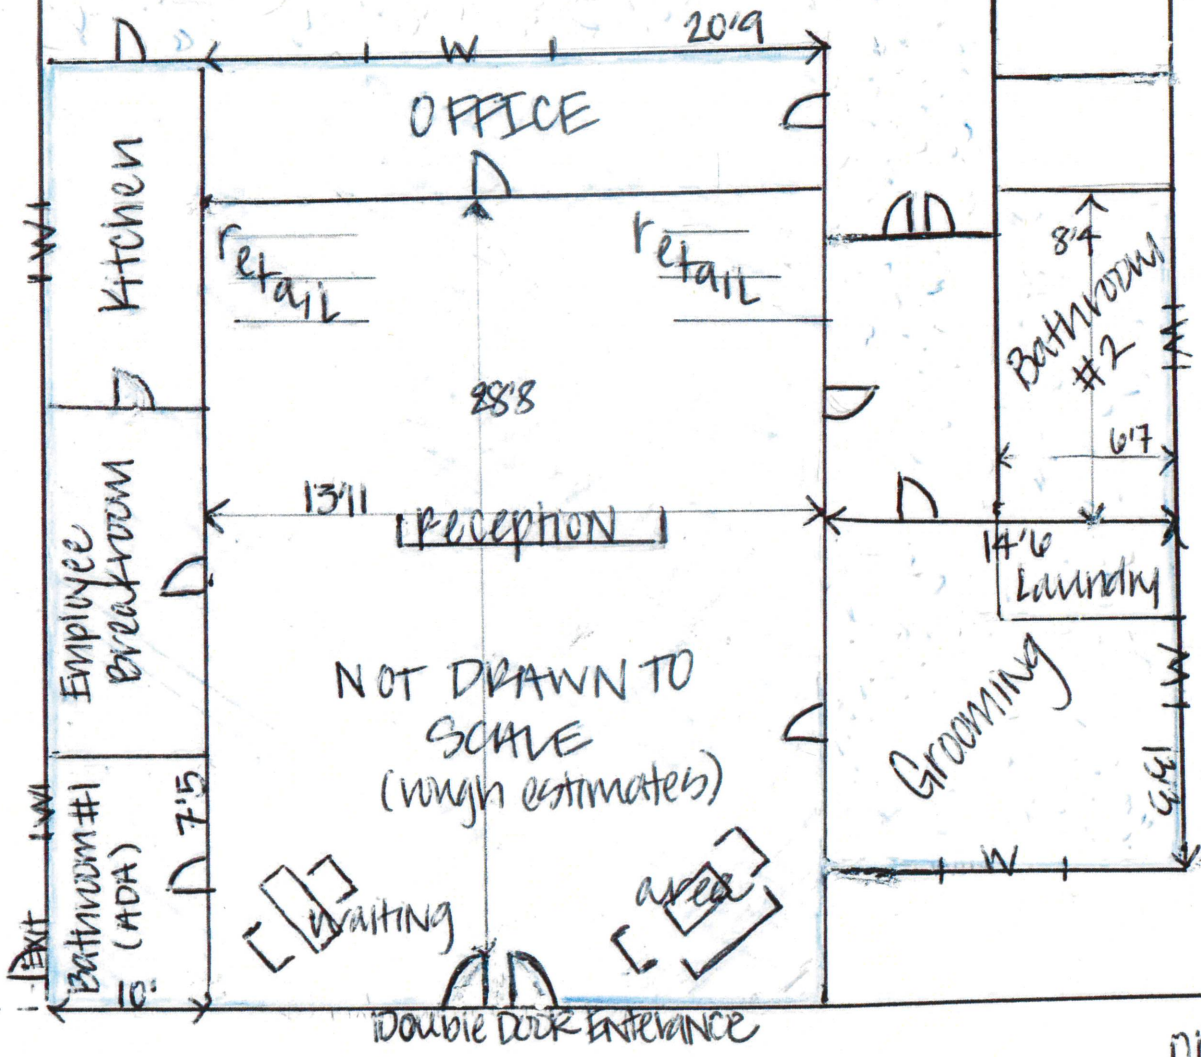 20'9
W
OFFICE
Kitchen
W
retail
retail
8'4
Bathroom
#2
W
28'8
6'7
13'11
reception
14'6
Laundry
Employee
Breakroom
NOT DRAWN TO
SCALE
(rough estimates)
Grooming
W
W
7'5
Bathroom #1
(ADA)
W
waiting
area
EXIT
10'
Double Door Enterance